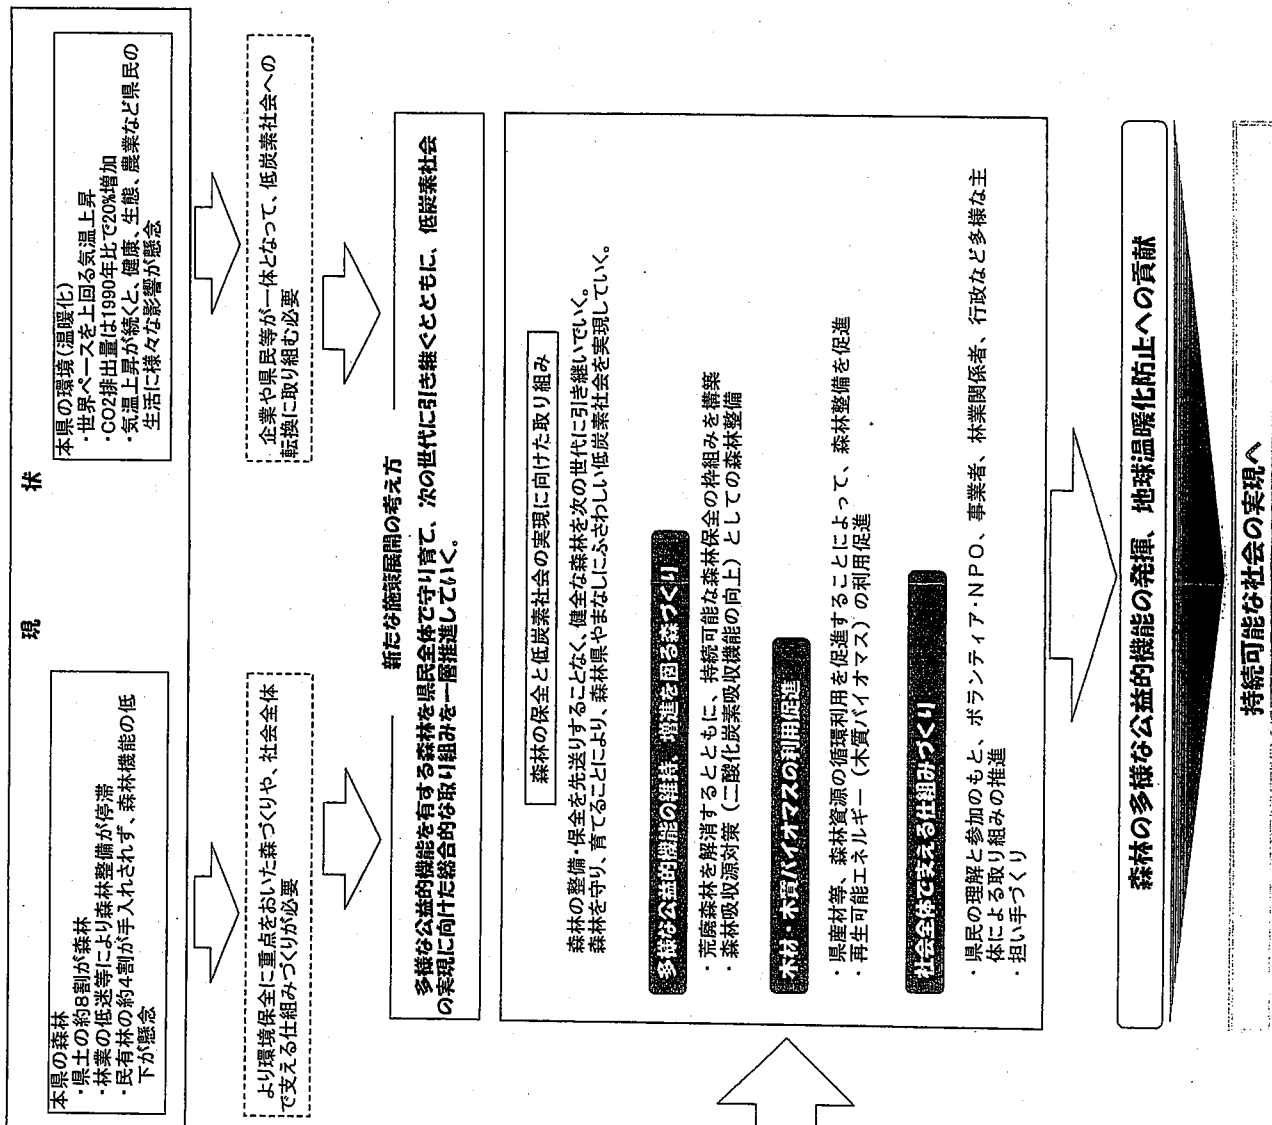 現　状
本県の森林
・県土の約8割が森林
・林業の低迷等により森林整備が停滞
・民有林の約4割が手入れされず、森林機能の低
下が懸念
本県の環境(温暖化)
・世界ペースを上回る気温上昇
・CO2排出量は1990年比で20%増加
・気温上昇が続くと、健康、生態、農業など県民の
生活に様々な影響が懸念
より環境保全に重点をおいた森づくりや、社会全体
で支える仕組みづくりが必要
企業や県民等が一体となって、低炭素社会への
転換に取り組む必要
新たな施策展開の考え方
多様な公益的機能を有する森林を県民全体で守り育て、次の世代に引き継ぐとともに、低炭素社会
の実現に向けた総合的な取り組みを一層推進していく。
森林の保全と低炭素社会の実現に向けた取り組み
森林の整備・保全を先送りすることなく、健全な森林を次の世代に引き継いでいく。
森林を守り、育てることにより、森林県やまなしにふさわしい低炭素社会を実現していく。
多様な公益的機能の維持、増進を図る森づくり
・荒廃森林を解消するとともに、持続可能な森林保全の枠組みを構築
・森林吸収源対策（二酸化炭素吸収機能の向上）としての森林整備
木材・木質バイオマスの利用促進
・県産材等、森林資源の循環利用を促進することによって、森林整備を促進
・再生可能エネルギー（木質バイオマス）の利用促進
社会全体で支える仕組みづくり
・県民の理解と参加のもと、ボランティア・NPO、事業者、林業関係者、行政など多様な主
体による取り組みの推進
・担い手づくり
森林の多様な公益的機能の発揮、地球温暖化防止への貢献
持続可能な社会の実現へ